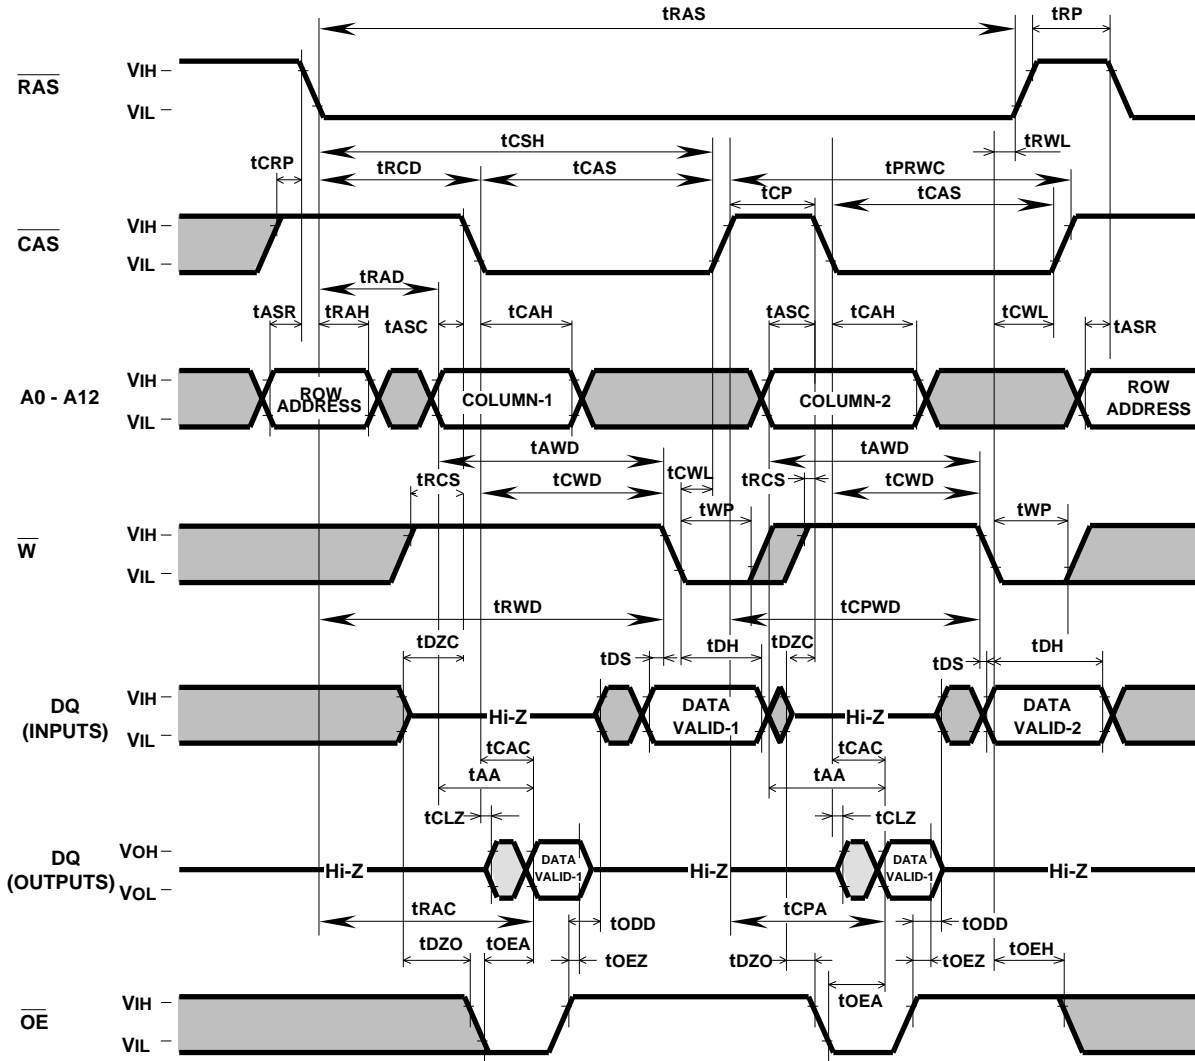 tRAS tRP
RAS VIH
VIL
tCSH tRWL
tCRP tRCD tCAS tPRWC
tCP tCAS
CAS VIH
VIL
tRAD
tASR tRAH tASC tCAH tASC tCAH tCWL tASR
A0 - A12 VIH
VIL
ROW
ADDRESS
COLUMN-1
COLUMN-2
ROW
ADDRESS
tAWD tAWD
tRCS tCWD tCWL tRCS tCWD
tWP tWP
W VIH
VIL
tRWD tCPWD
tDZC tDS tDH tDZC tDS tDH
DQ
(INPUTS)
VIH
VIL
Hi-Z
DATA
VALID-1
Hi-Z
DATA
VALID-2
tCAC tCAC
tAA tAA
tCLZ tCLZ
DQ
(OUTPUTS)
VOH
VOL
Hi-Z
DATA
VALID-1
Hi-Z
DATA
VALID-1
Hi-Z
tRAC tODD tCPA tODD
tDZO tOEA tOEZ tDZO tOEZ tOEH
tOEA
OE VIH
VIL